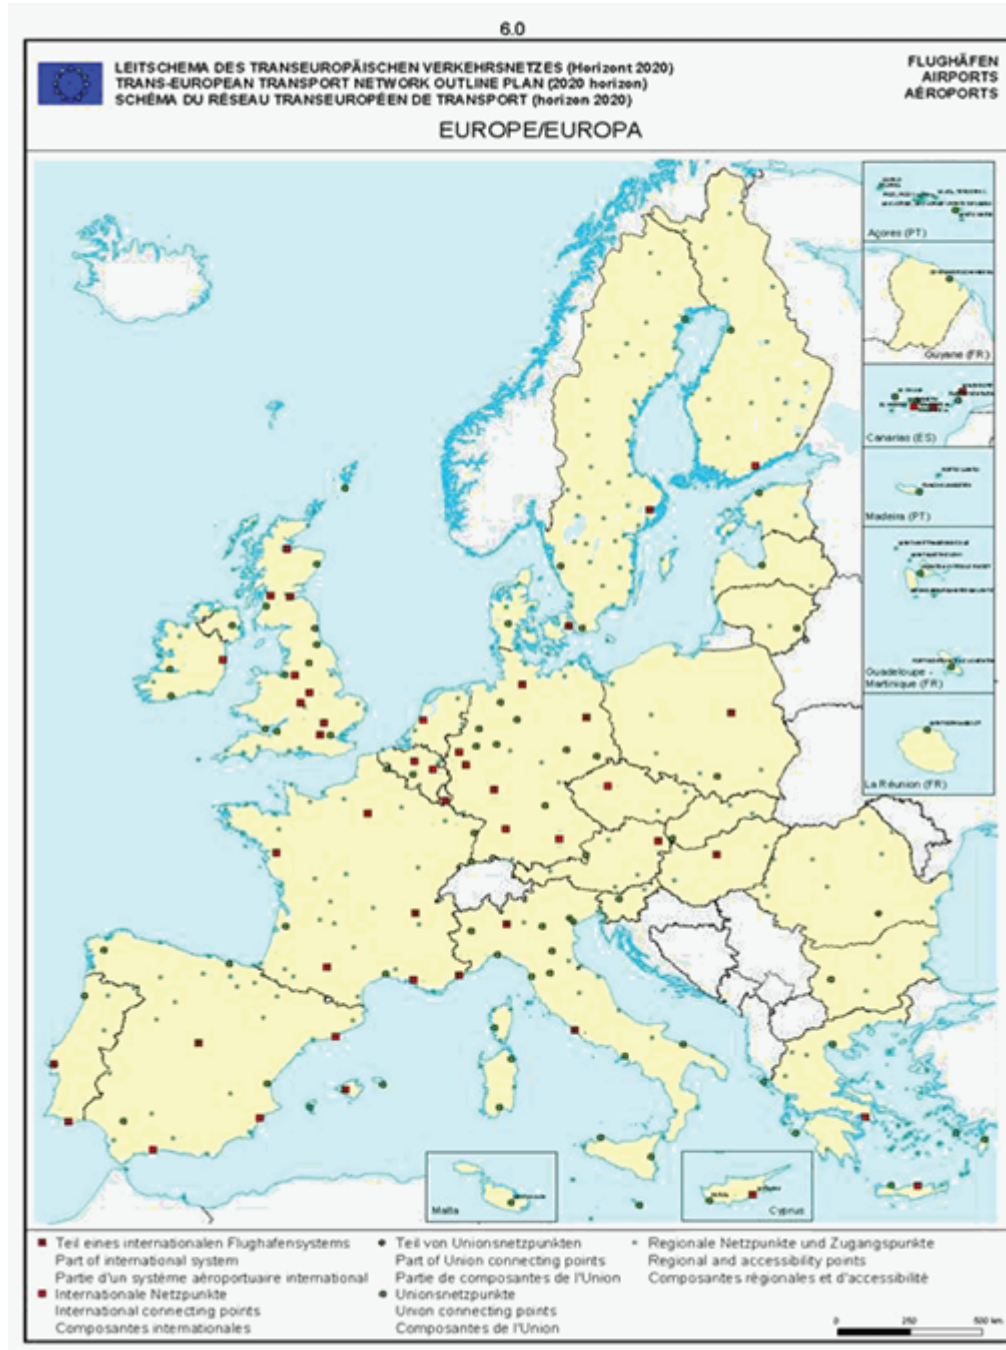 6.0
LEITSCHEMA DES TRANSEUROPÄISCHEN VERKEHRSNETZES (Horizont 2020)
TRANS-EUROPEAN TRANSPORT NETWORK OUTLINE PLAN (2020 horizon)
SCHÉMA DU RÉSEAU TRANSEUROPÉEN DE TRANSPORT (horizon 2020)
FLUGHÄFEN
AIRPORTS
AÉROPORTS
EUROPE/EUROPA
Açores (PT)
Guyane (FR)
Canarias (ES)
Madeira (PT)
Guadeloupe -
Martinique (FR)
La Réunion (FR)
Malta
Cyprus
Teil eines internationalen Flughafensystems
Part of international system
Partie d'un système aéroportuaire international
Internationale Netzpunkte
International connecting points
Composantes internationales
Teil von Unionsnetzpunkten
Part of Union connecting points
Partie de composantes de l'Union
Unionsnetzpunkte
Union connecting points
Composantes de l'Union
Regionale Netzpunkte und Zugangspunkte
Regional and accessibility points
Composantes régionales et d'accessibilité
0 250 500 km